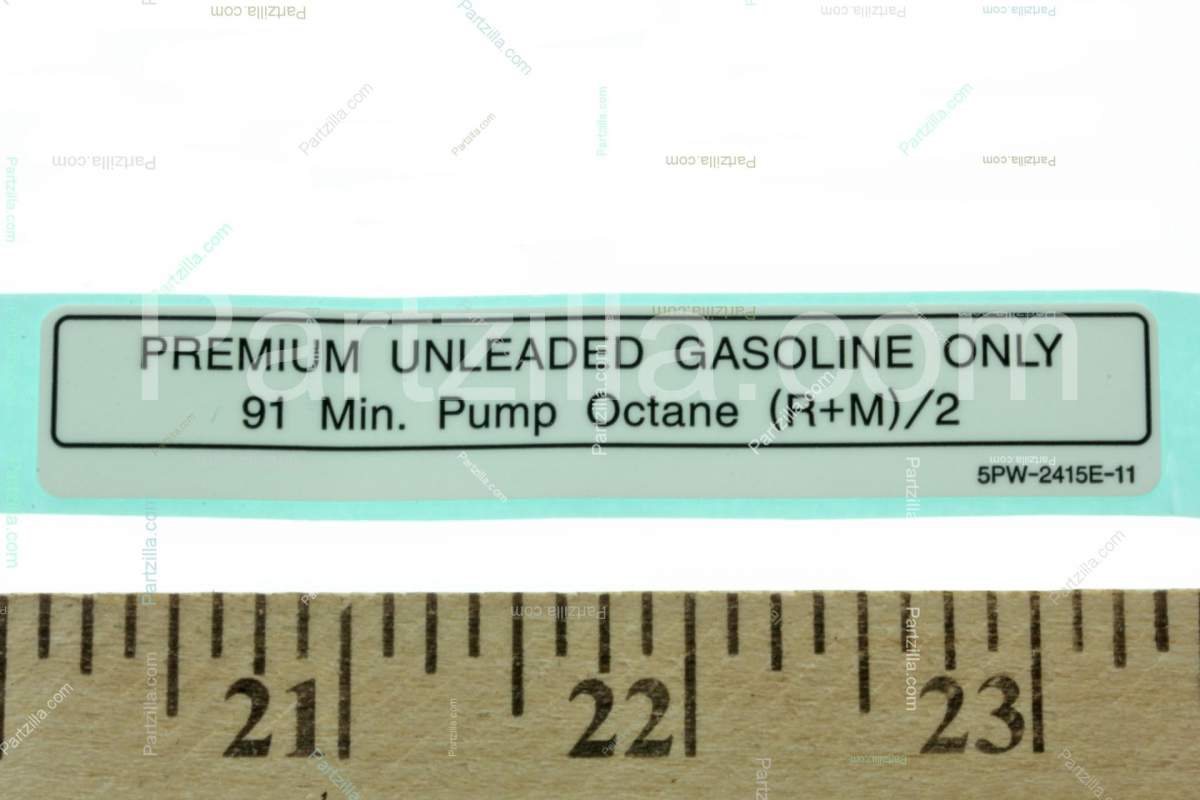 Partzilla.com
PREMIUM UNLEADED GASOLINE ONLY
91 Min. Pump Octane (R+M)/2
5PW-2415E-11
21 22 23